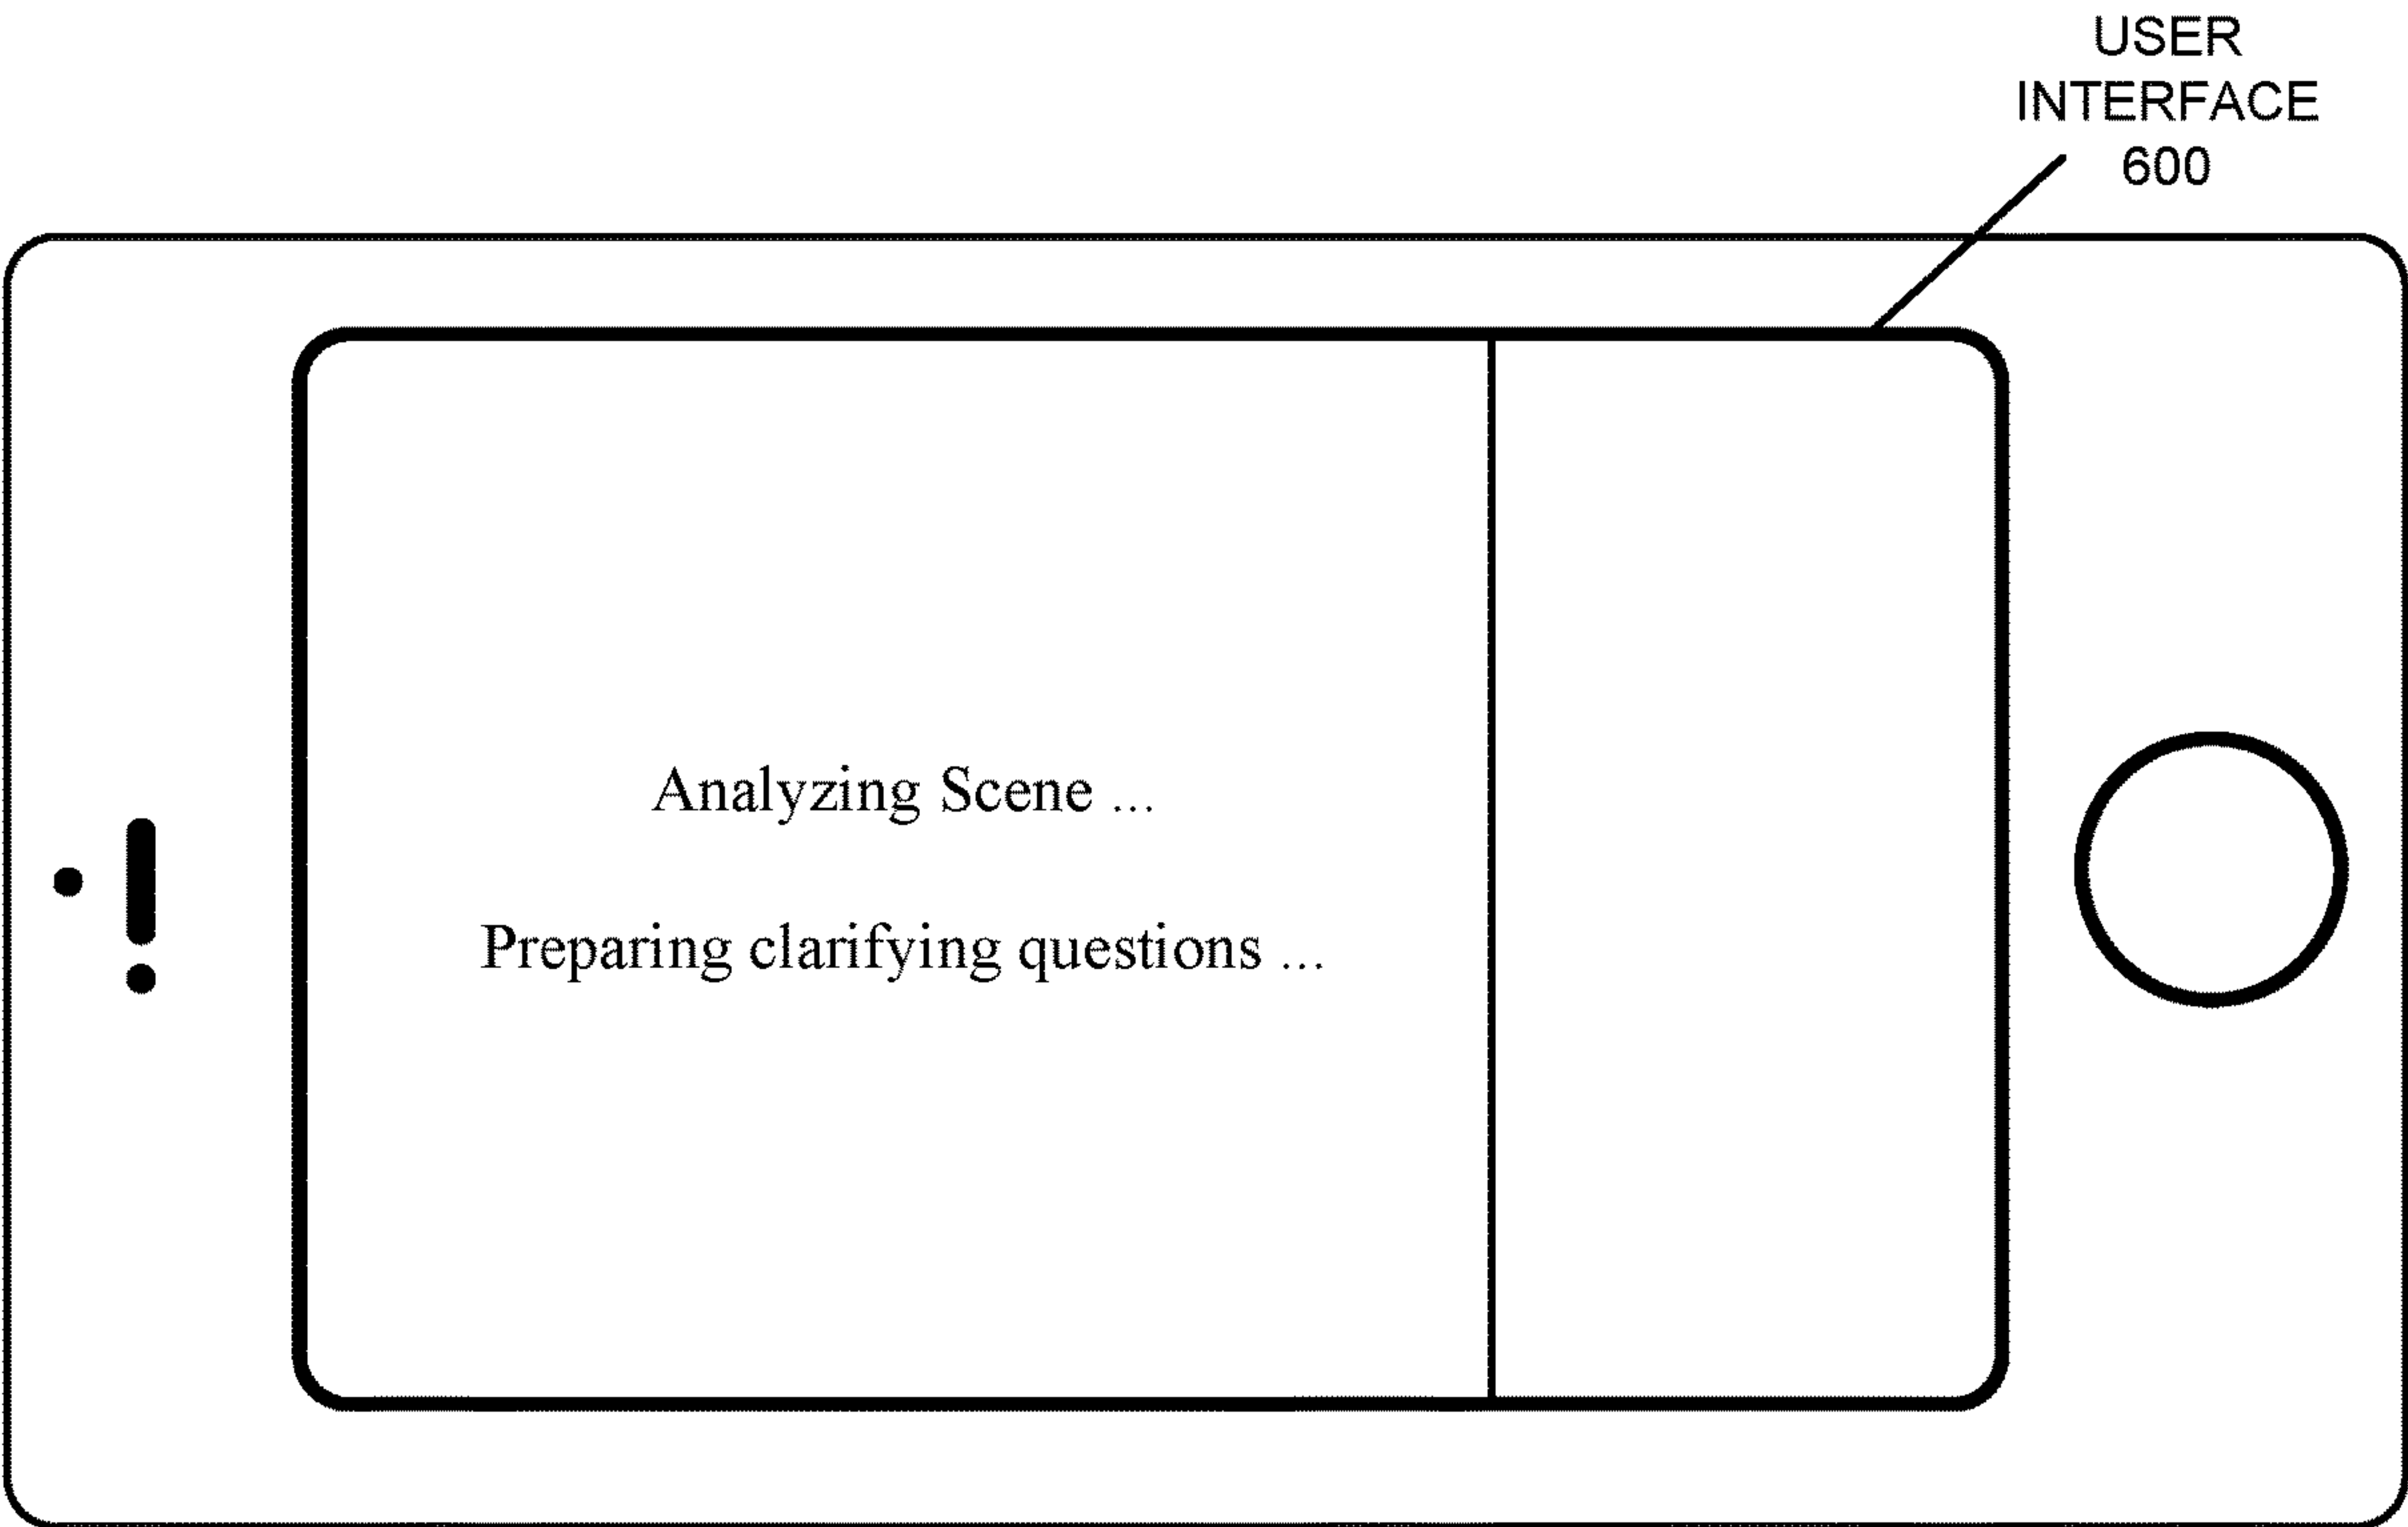 USER
INTERFACE
600
Analyzing Scene ...
Preparing clarifying questions ...